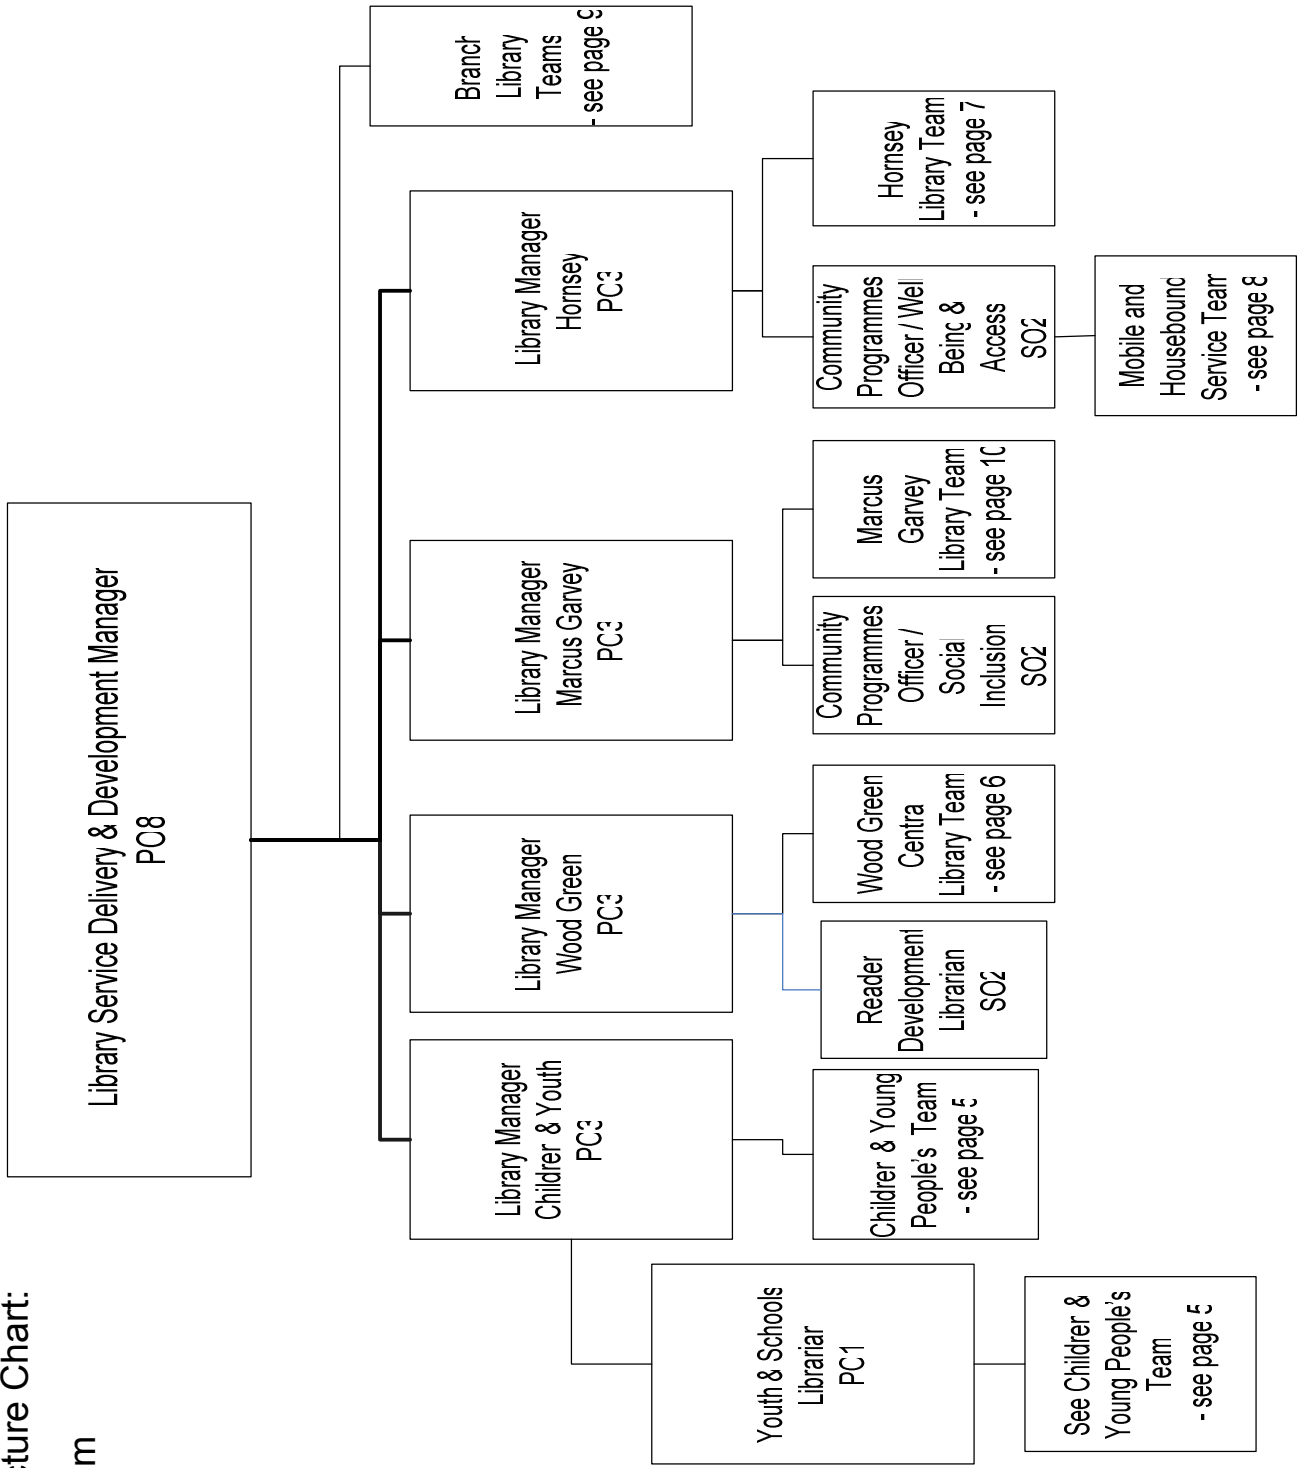 cture Chart:
m
Library Service Delivery & Development Manager
PO8
Branch
Library
Teams
- see page 9
Library Manager
Children & Youth
PO3
Library Manager
Wood Green
PO3
Library Manager
Marcus Garvey
PO3
Library Manager
Hornsey
PO3
Youth & Schools
Librarian
PO1
Children & Young
People's Team
- see page 5
Reader
Development
Librarian
SO2
Wood Green
Centra
Library Team
- see page 6
Community
Programmes
Officer /
Social
Inclusion
SO2
Marcus
Garvey
Library Team
- see page 10
Community
Programmes
Officer / Well
Being &
Access
SO2
Hornsey
Library Team
- see page 7
See Children &
Young People's
Team
- see page 5
Mobile and
Housebound
Service Team
- see page 8